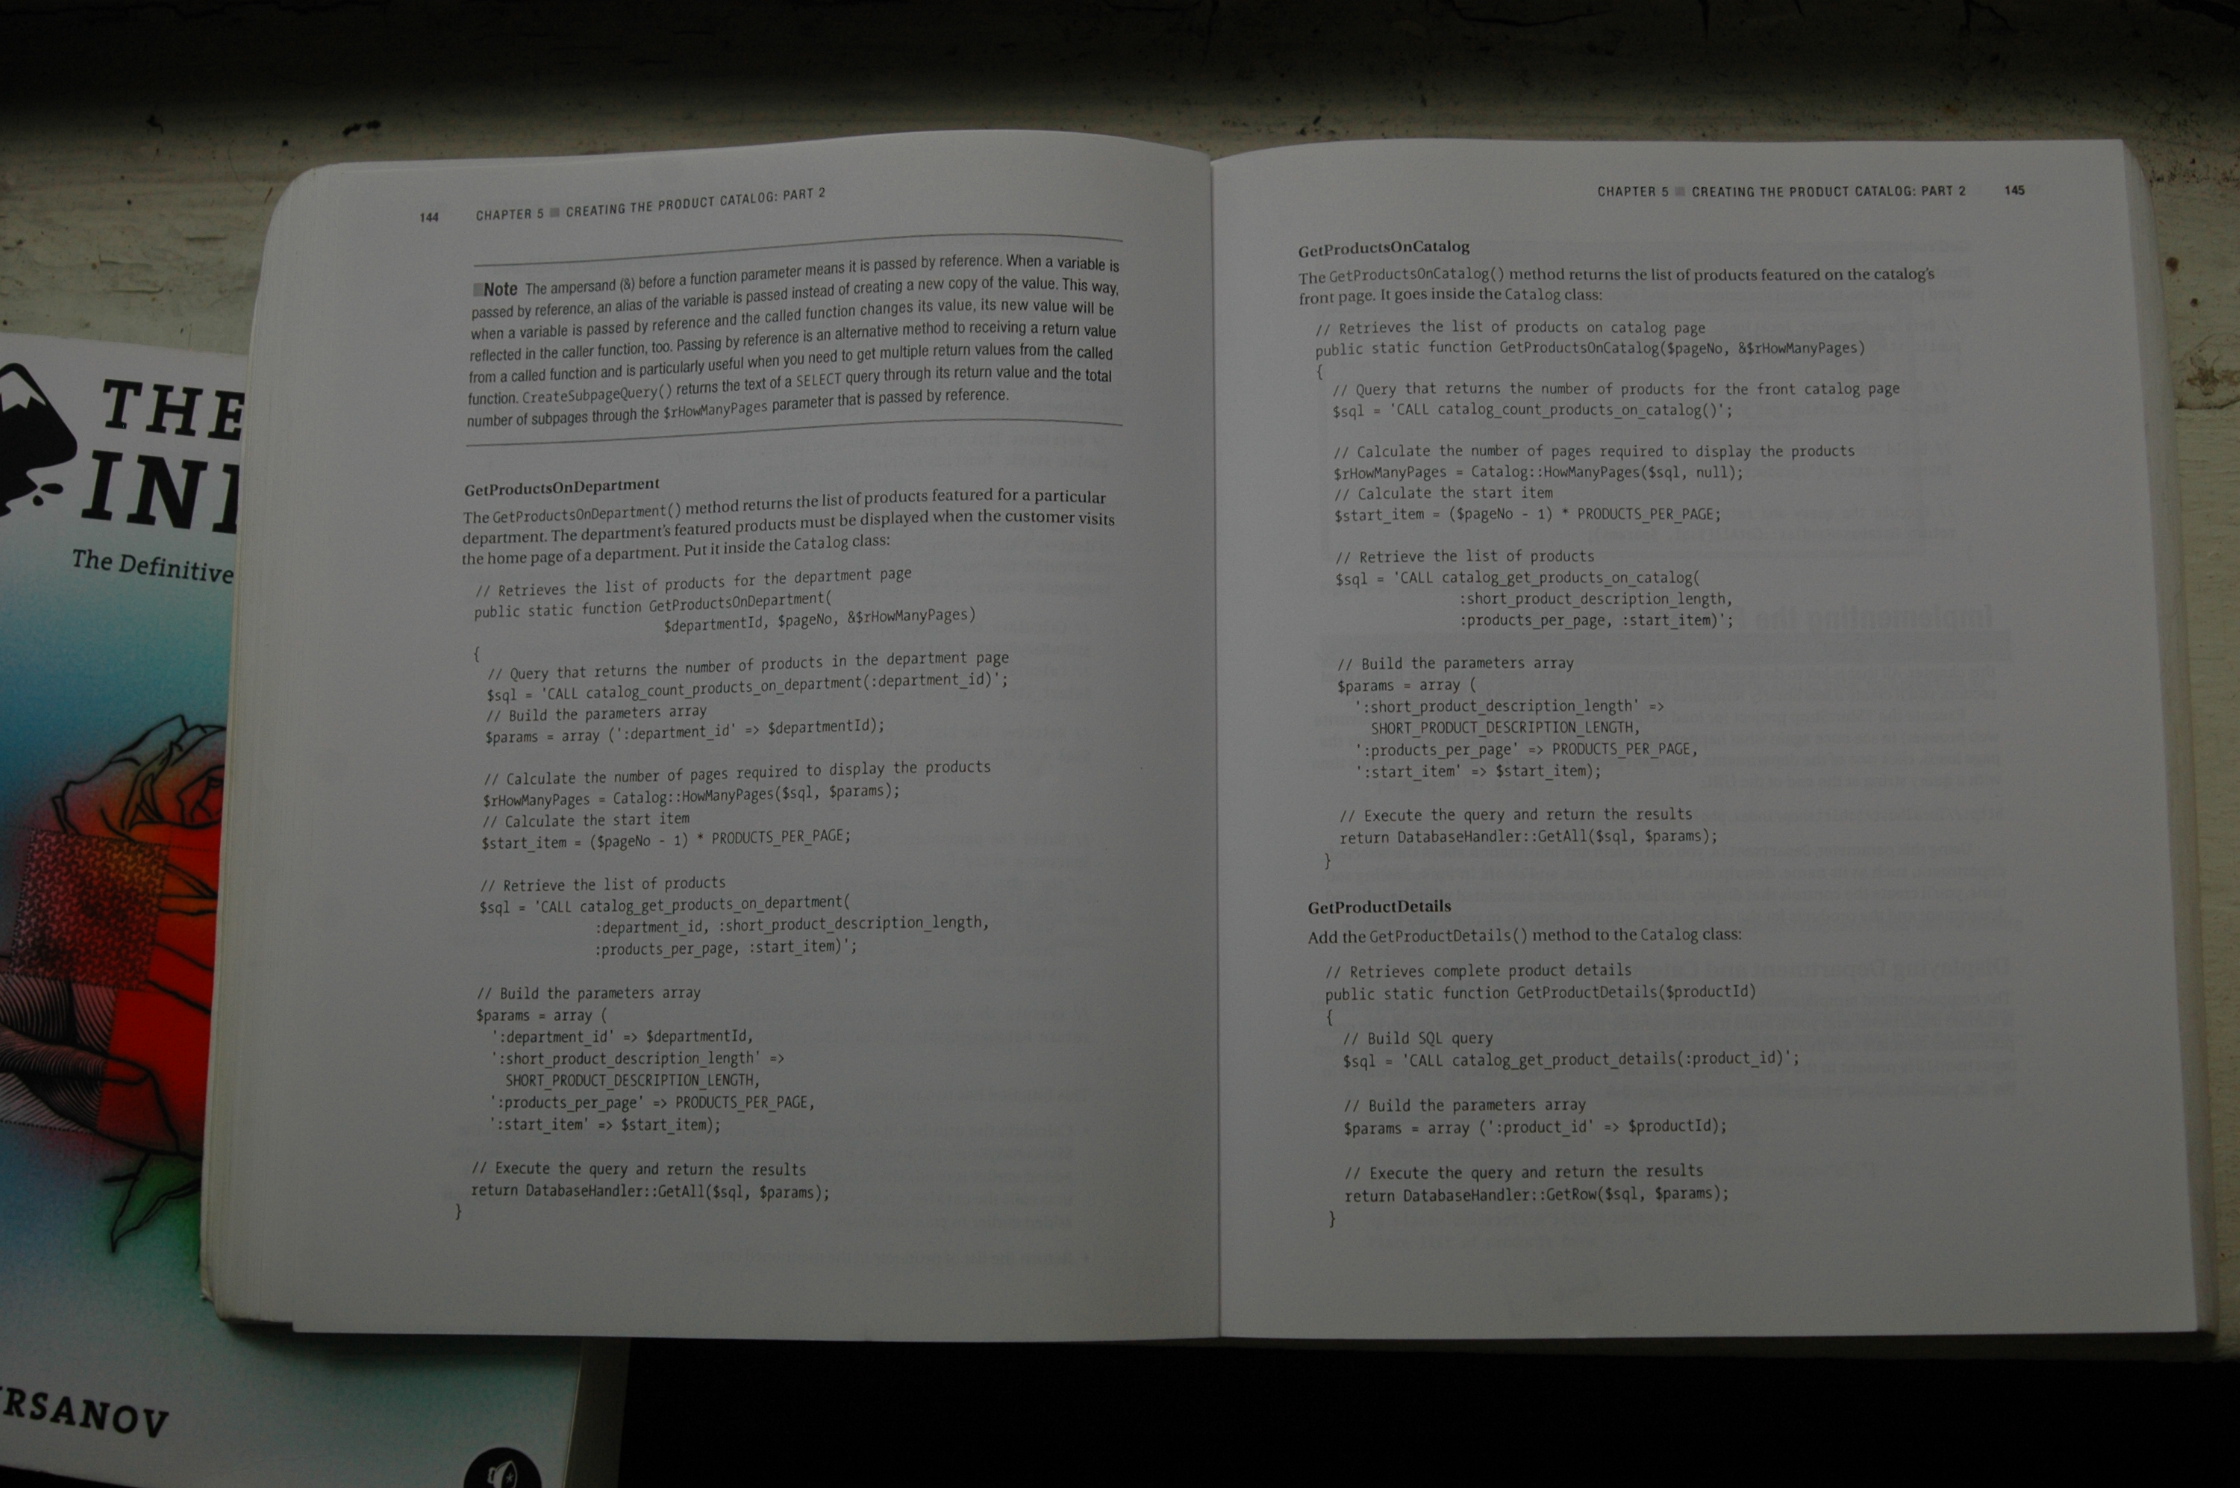 THE
INK
The Definitive
RSANOV
144 CHAPTER 5 ■ CREATING THE PRODUCT CATALOG: PART 2
■Note The ampersand (&) before a function parameter means it is passed by reference. When a variable is
passed by reference, an alias of the variable is passed instead of creating a new copy of the value. This way,
when a variable is passed by reference and the called function changes its value, its new value will be
reflected in the caller function, too. Passing by reference is an alternative method to receiving a return value
from a called function and is particularly useful when you need to get multiple return values from the called
function. CreateSubpageQuery() returns the text of a SELECT query through its return value and the total
number of subpages through the $rHowManyPages parameter that is passed by reference.
GetProductsOnDepartment
The GetProductsOnDepartment() method returns the list of products featured for a particular
department. The department's featured products must be displayed when the customer visits
the home page of a department. Put it inside the Catalog class:
// Retrieves the list of products for the department page
public static function GetProductsOnDepartment(
$departmentId, $pageNo, &$rHowManyPages)
{
// Query that returns the number of products in the department page
$sql = 'CALL catalog_count_products_on_department(:department_id)';
// Build the parameters array
$params = array (':department_id' => $departmentId);
// Calculate the number of pages required to display the products
$rHowManyPages = Catalog::HowManyPages($sql, $params);
// Calculate the start item
$start_item = ($pageNo - 1) * PRODUCTS_PER_PAGE;
// Retrieve the list of products
$sql = 'CALL catalog_get_products_on_department(
:department_id, :short_product_description_length,
:products_per_page, :start_item)';
// Build the parameters array
$params = array (
':department_id' => $departmentId,
':short_product_description_length' =>
SHORT_PRODUCT_DESCRIPTION_LENGTH,
':products_per_page' => PRODUCTS_PER_PAGE,
':start_item' => $start_item);
// Execute the query and return the results
return DatabaseHandler::GetAll($sql, $params);
}
CHAPTER 5 ■ CREATING THE PRODUCT CATALOG: PART 2 145
GetProductsOnCatalog
The GetProductsOnCatalog() method returns the list of products featured on the catalog's
front page. It goes inside the Catalog class:
// Retrieves the list of products on catalog page
public static function GetProductsOnCatalog($pageNo, &$rHowManyPages)
{
// Query that returns the number of products for the front catalog page
$sql = 'CALL catalog_count_products_on_catalog()';
// Calculate the number of pages required to display the products
$rHowManyPages = Catalog::HowManyPages($sql, null);
// Calculate the start item
$start_item = ($pageNo - 1) * PRODUCTS_PER_PAGE;
// Retrieve the list of products
$sql = 'CALL catalog_get_products_on_catalog(
:short_product_description_length,
:products_per_page, :start_item)';
// Build the parameters array
$params = array (
':short_product_description_length' =>
SHORT_PRODUCT_DESCRIPTION_LENGTH,
':products_per_page' => PRODUCTS_PER_PAGE,
':start_item' => $start_item);
// Execute the query and return the results
return DatabaseHandler::GetAll($sql, $params);
}
GetProductDetails
Add the GetProductDetails() method to the Catalog class:
// Retrieves complete product details
public static function GetProductDetails($productId)
{
// Build SQL query
$sql = 'CALL catalog_get_product_details(:product_id)';
// Build the parameters array
$params = array (':product_id' => $productId);
// Execute the query and return the results
return DatabaseHandler::GetRow($sql, $params);
}